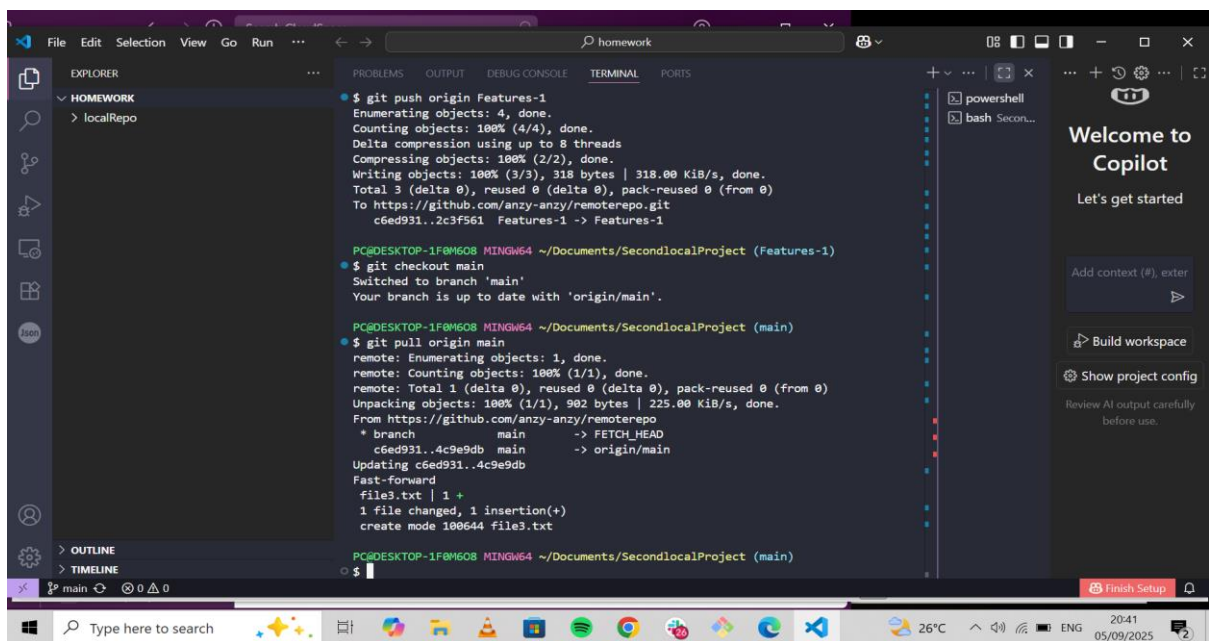 File Edit Selection View Go Run ··· homework
EXPLORER ···
HOMEWORK
localRepo
OUTLINE
TIMELINE
PROBLEMS OUTPUT DEBUG CONSOLE TERMINAL PORTS
$ git push origin Features-1
Enumerating objects: 4, done.
Counting objects: 100% (4/4), done.
Delta compression using up to 8 threads
Compressing objects: 100% (2/2), done.
Writing objects: 100% (3/3), 318 bytes | 318.00 KiB/s, done.
Total 3 (delta 0), reused 0 (delta 0), pack-reused 0 (from 0)
To https://github.com/anzy-anzy/remoterepo.git
c6ed931..2c3f561 Features-1 -> Features-1
PC@DESKTOP-1F0M6O8 MINGW64 ~/Documents/SecondlocalProject (Features-1)
$ git checkout main
Switched to branch 'main'
Your branch is up to date with 'origin/main'.
PC@DESKTOP-1F0M6O8 MINGW64 ~/Documents/SecondlocalProject (main)
$ git pull origin main
remote: Enumerating objects: 1, done.
remote: Counting objects: 100% (1/1), done.
remote: Total 1 (delta 0), reused 0 (delta 0), pack-reused 0 (from 0)
Unpacking objects: 100% (1/1), 902 bytes | 225.00 KiB/s, done.
From https://github.com/anzy-anzy/remoterepo
* branch main -> FETCH_HEAD
c6ed931..4c9e9db main -> origin/main
Updating c6ed931..4c9e9db
Fast-forward
file3.txt | 1 +
1 file changed, 1 insertion(+)
create mode 100644 file3.txt
PC@DESKTOP-1F0M6O8 MINGW64 ~/Documents/SecondlocalProject (main)
$
powershell
bash Secon...
Welcome to
Copilot
Let's get started
Add context (#), exter
Build workspace
Show project config
Review AI output carefully
before use.
Json
main 0 0
Finish Setup
Type here to search
26
26°C
ENG
20:41
05/09/2025
2